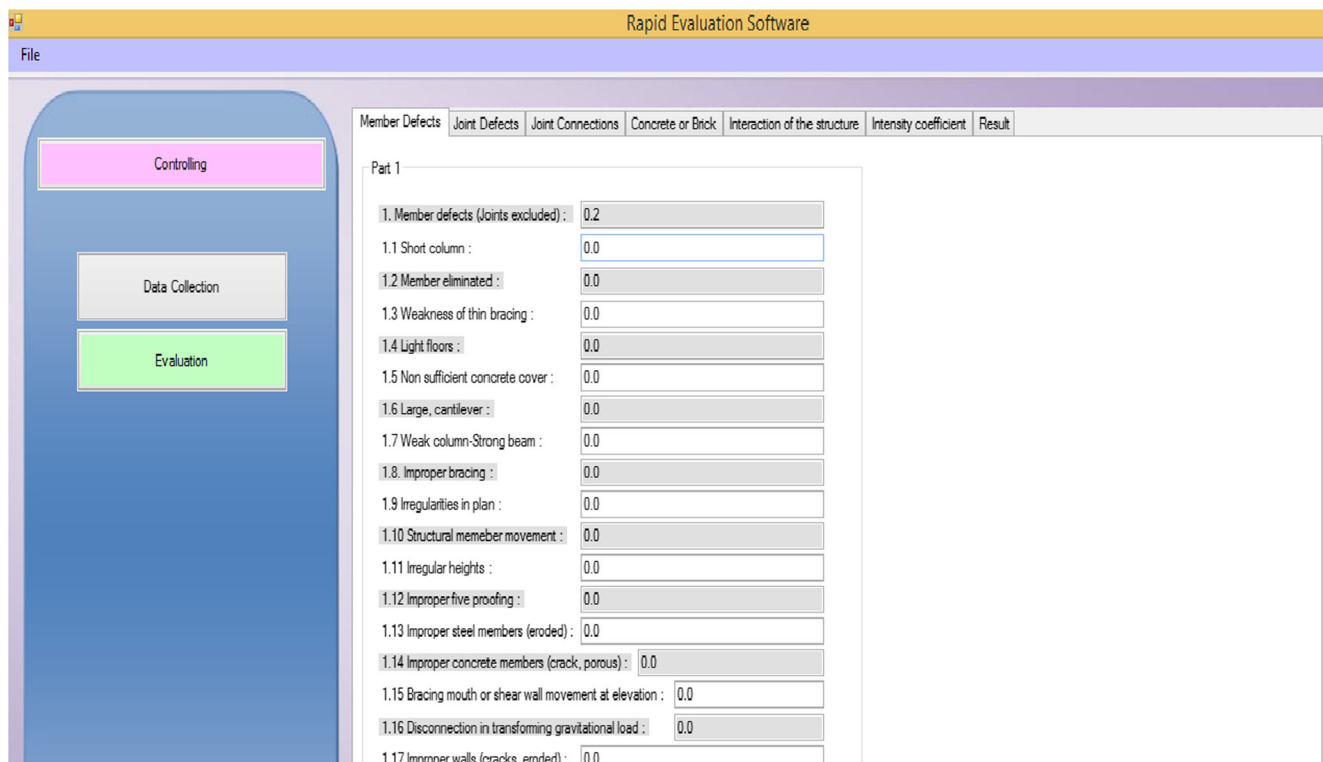 Rapid Evaluation Software
File
Controlling
Data Collection
Evaluation
Member Defects Joint Defects Joint Connections Concrete or Brick Interaction of the structure Intensity coefficient Result
Part 1
1. Member defects (Joints excluded) : 0.2
1.1 Short column : 0.0
1.2 Member eliminated : 0.0
1.3 Weakness of thin bracing : 0.0
1.4 Light floors : 0.0
1.5 Non sufficient concrete cover : 0.0
1.6 Large, cantilever : 0.0
1.7 Weak column-Strong beam : 0.0
1.8. Improper bracing : 0.0
1.9 Irregularities in plan : 0.0
1.10 Structural memeber movement : 0.0
1.11 Irregular heights : 0.0
1.12 Improper five proofing : 0.0
1.13 Improper steel members (eroded) : 0.0
1.14 Improper concrete members (crack, porous) : 0.0
1.15 Bracing mouth or shear wall movement at elevation : 0.0
1.16 Disconnection in transforming gravitational load : 0.0
1.17 Improper walls (cracks, eroded) : 0.0